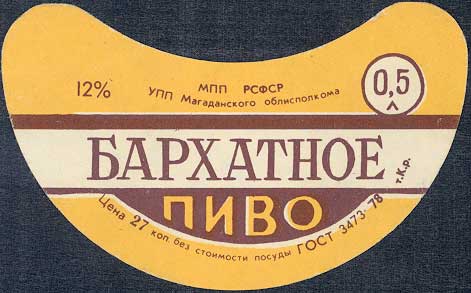 МПП РСФСР
12% УПП Магаданского облисполкома 0,5 л
БАРХАТНОЕ
ПИВО
Цена 27 коп. без стоимости посуды ГОСТ 3473-78 т.К.р.